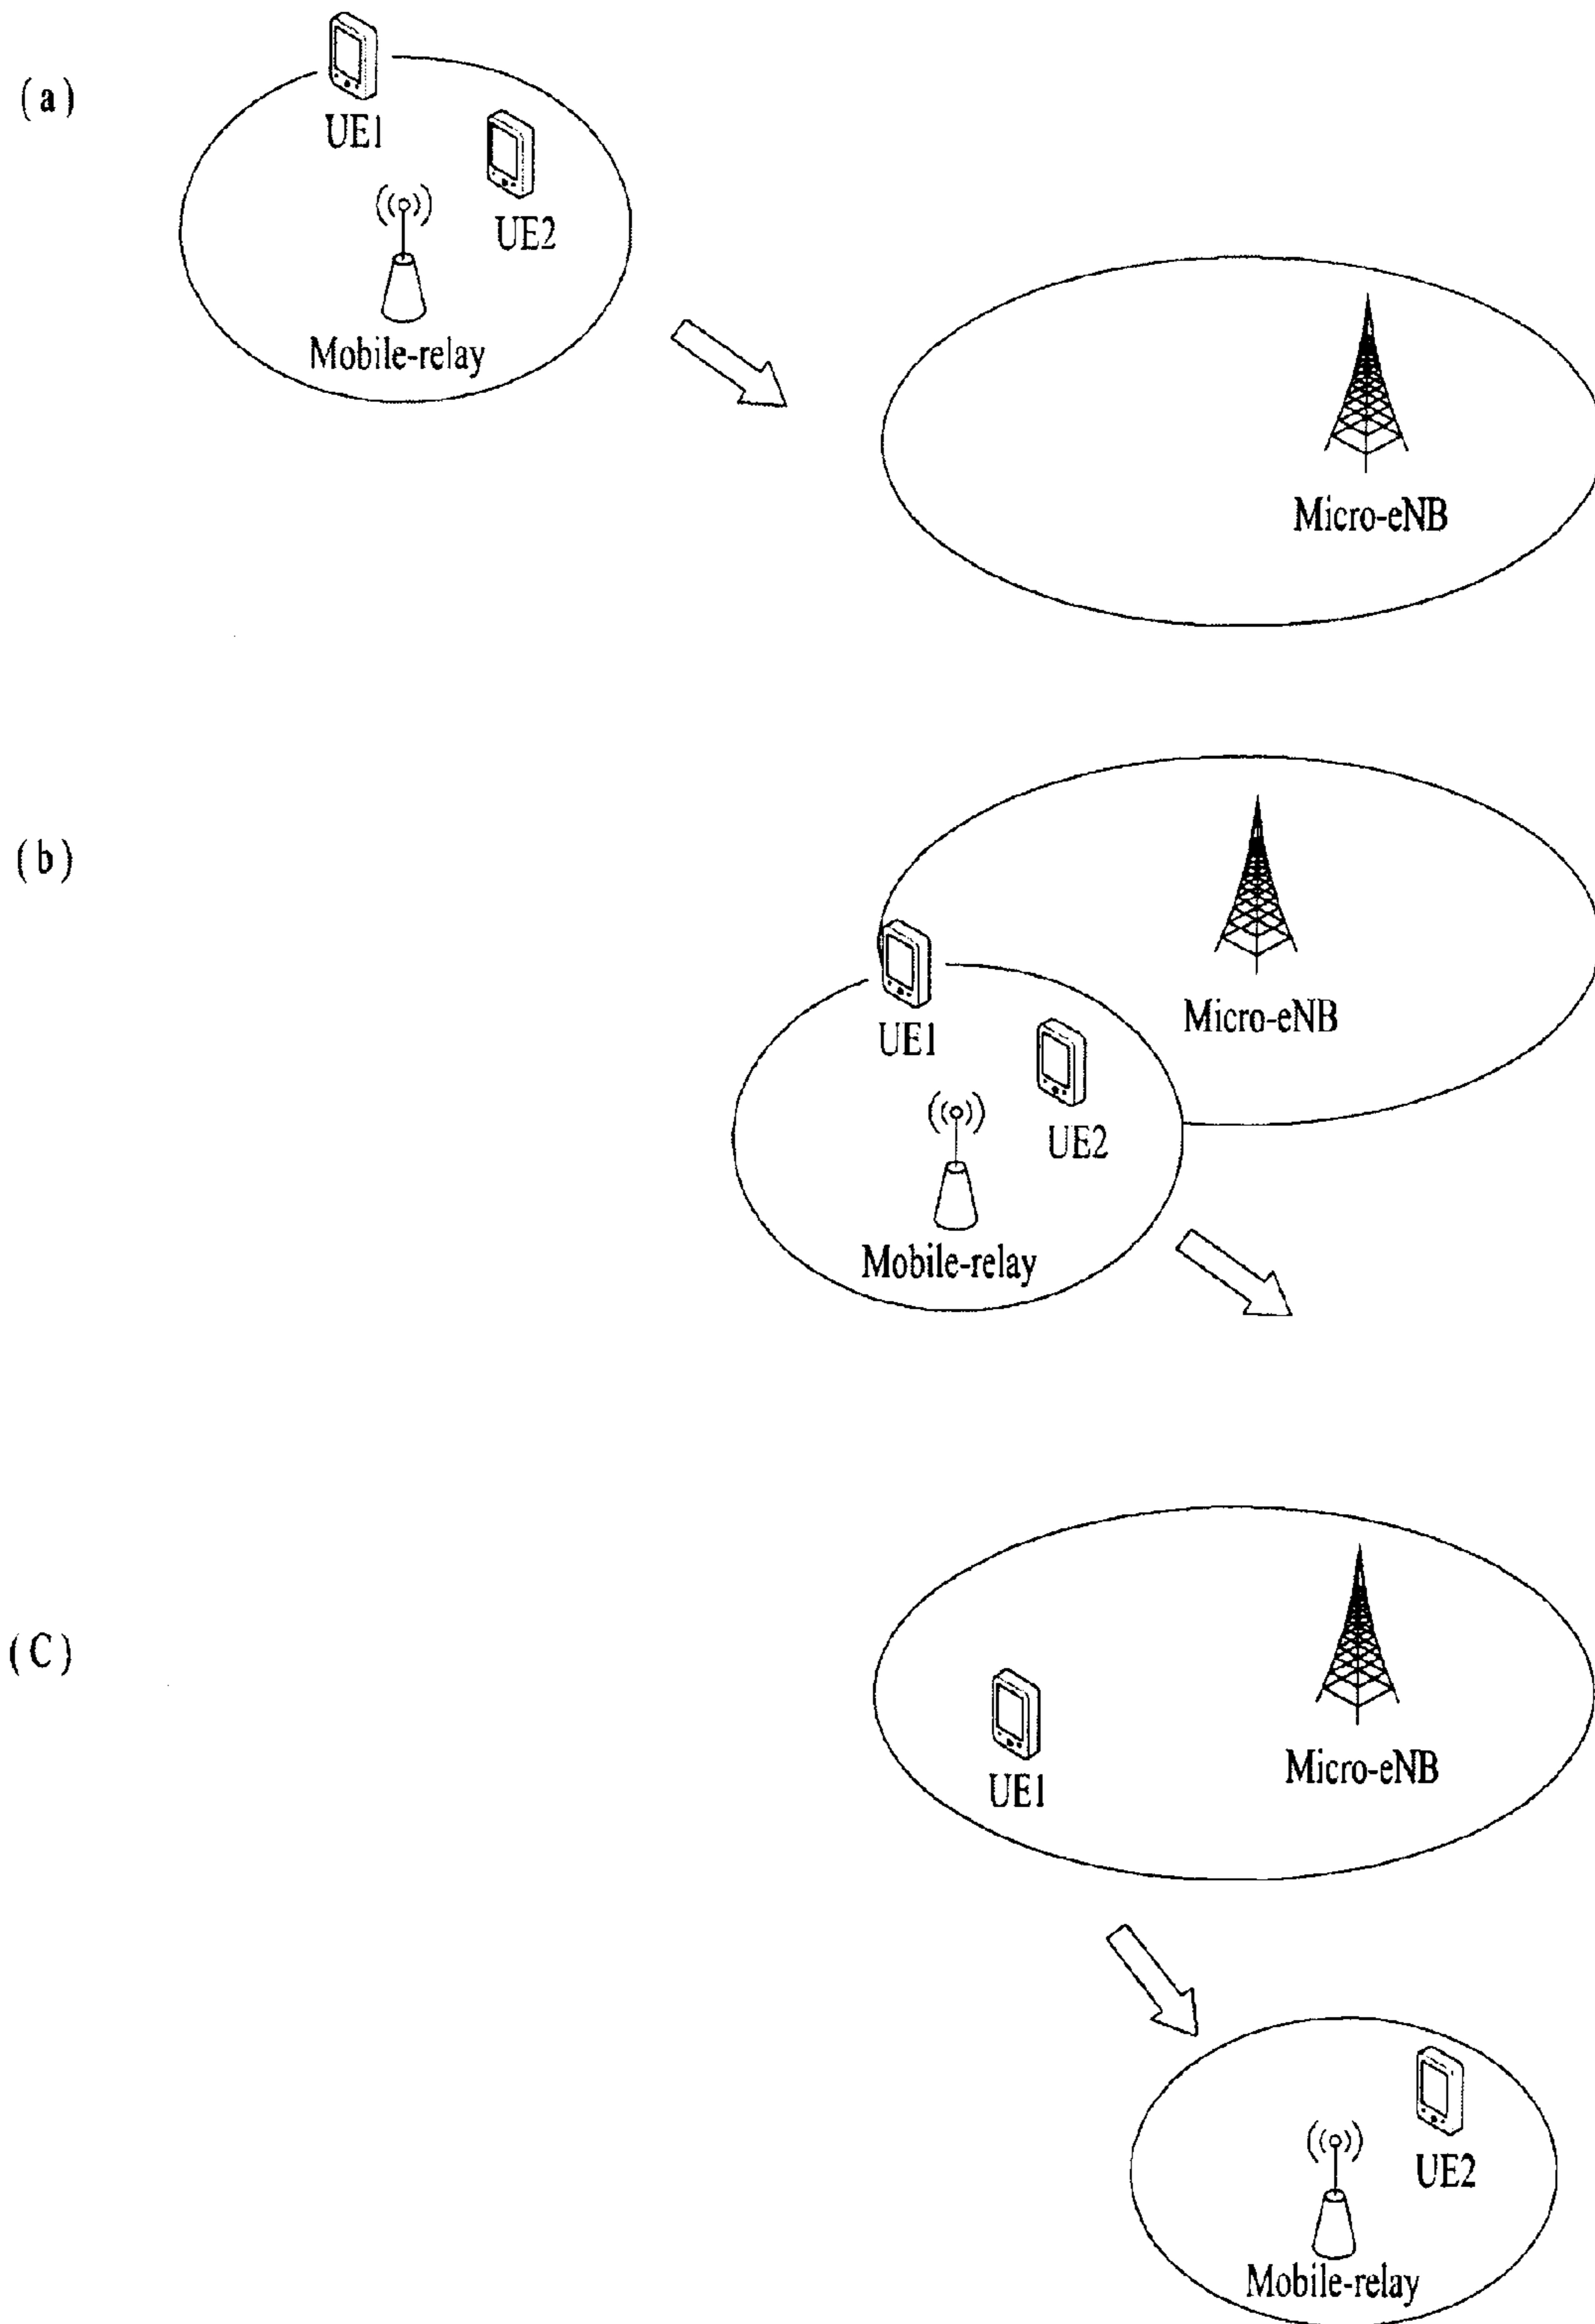 (a)
UE1
UE2
Mobile-relay
Micro-eNB
(b)
UE1
Micro-eNB
UE2
Mobile-relay
(C)
UE1
Micro-eNB
UE2
Mobile-relay